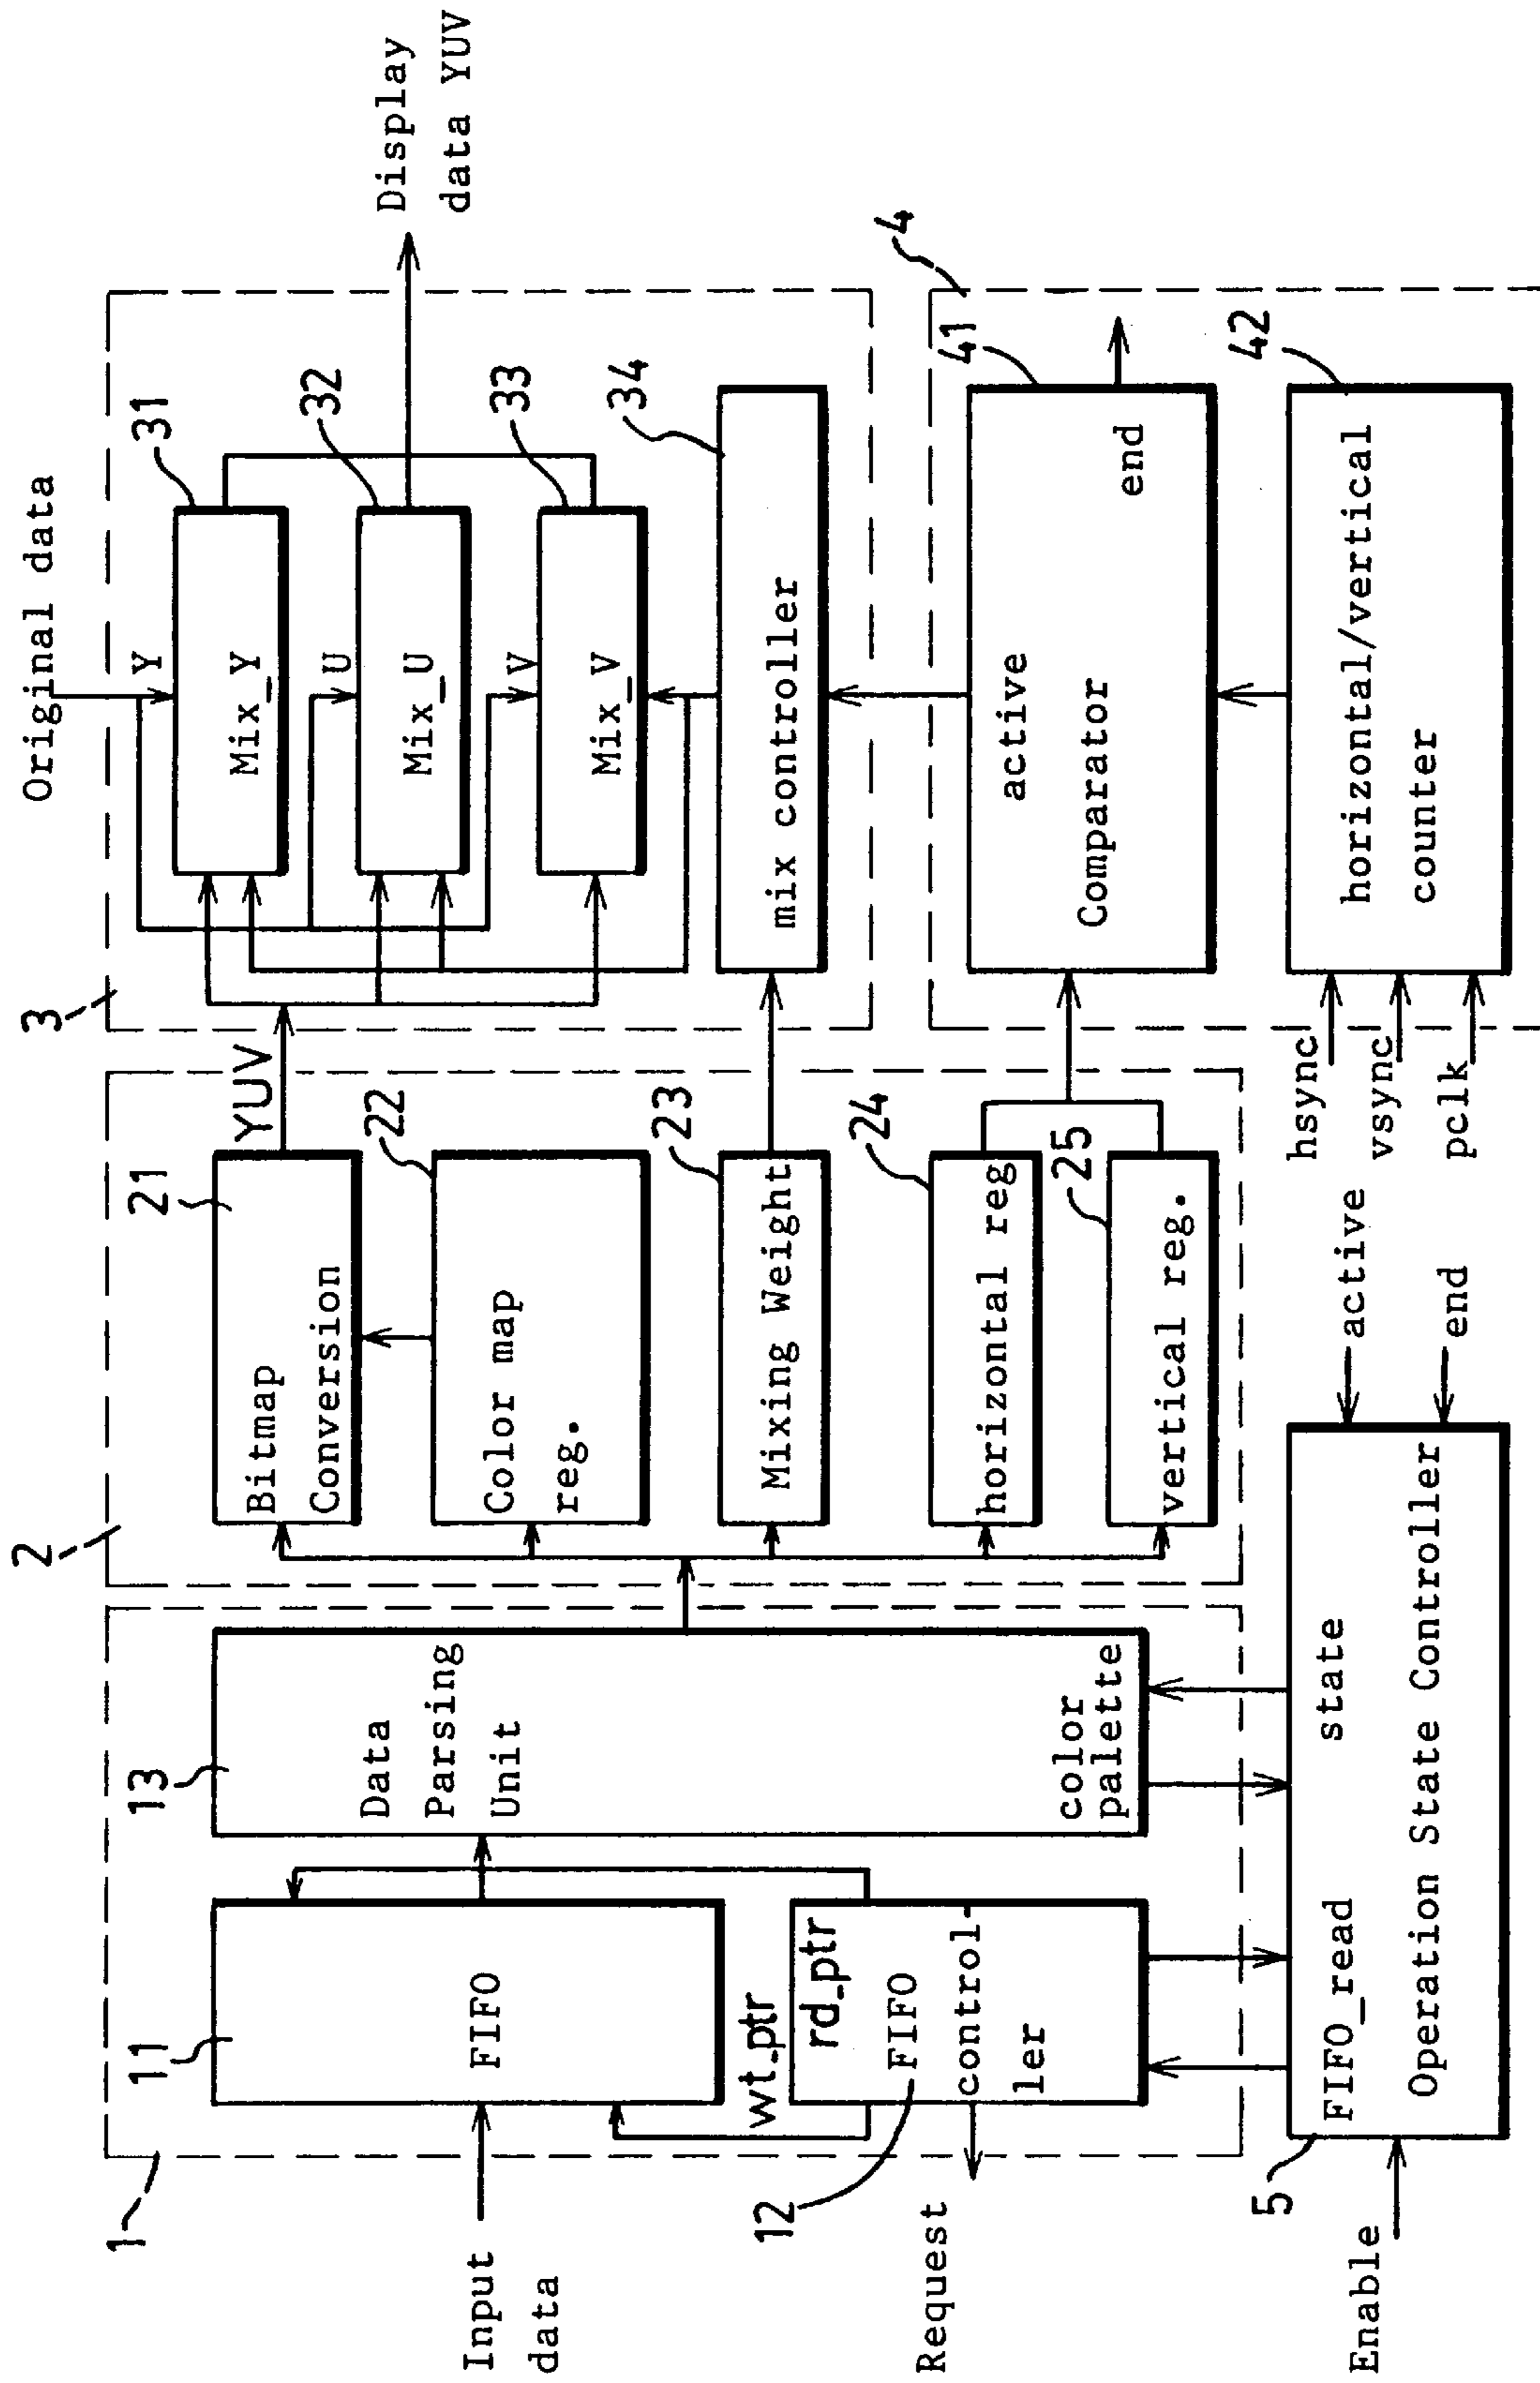 Original data
3
Y
31
Mix_Y
U
32
Mix_U
V
33
Mix_V
34
mix controller
Display
data YUV
2
21
YUV
Bitmap
Conversion
22
Color map
reg.
23
Mixing Weight
24
horizontal reg
25
vertical reg.
4
41
active
end
Comparator
42
horizontal/vertical
counter
hsync
vsync
pclk
1
11
FIFO
13
Data
Parsing
Unit
color
palette
wt_ptr
rd_ptr
FIFO
control-
ler
12
Input
data
Request
5
Enable
FIFO_read
state
Operation State Controller
active
end